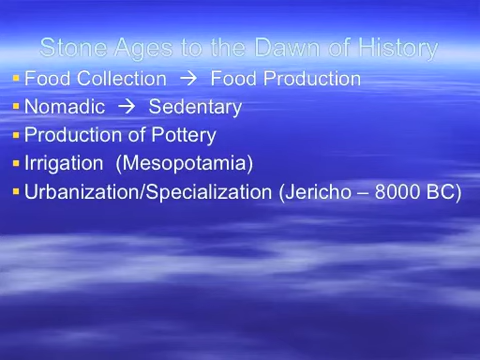 Stone Ages to the Dawn of History
Food Collection → Food Production
Nomadic → Sedentary
Production of Pottery
Irrigation (Mesopotamia)
Urbanization/Specialization (Jericho – 8000 BC)